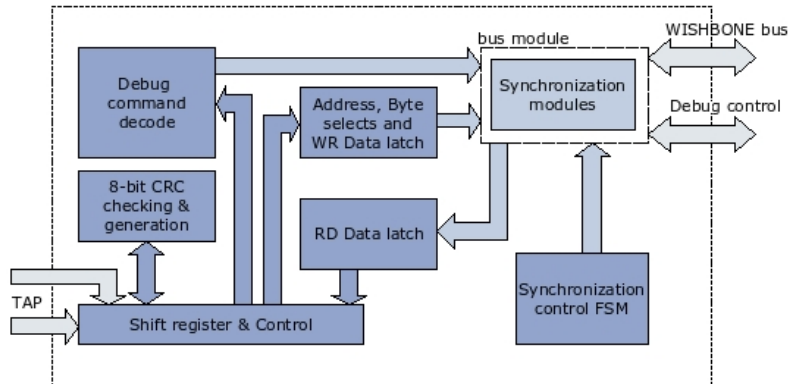 WISHBONE bus
bus module
Debug
command
decode
Synchronization
modules
Address, Byte
selects and
WR Data latch
Debug control
8-bit CRC
checking &
generation
RD Data latch
TAP
Synchronization
control FSM
Shift register & Control